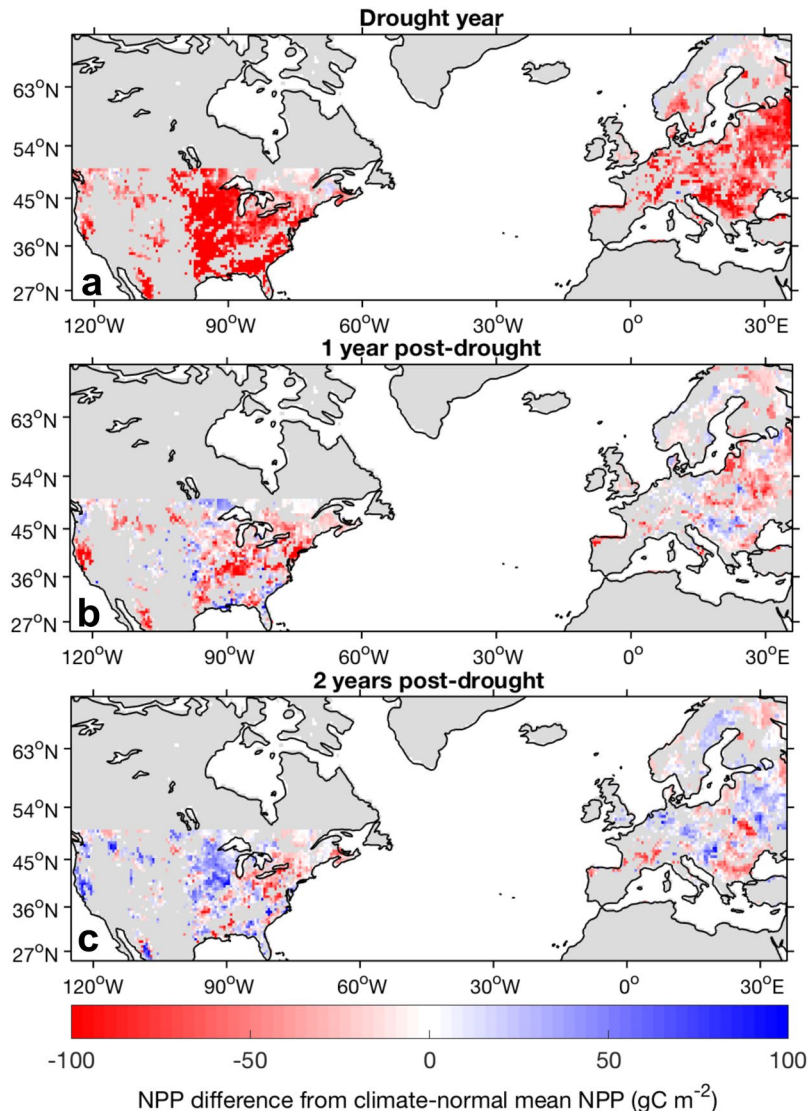 Drought year
63°N
54°N
45°N
36°N
27°N
a
120°W 90°W 60°W 30°W 0° 30°E
1 year post-drought
63°N
54°N
45°N
36°N
27°N
b
120°W 90°W 60°W 30°W 0° 30°E
2 years post-drought
63°N
54°N
45°N
36°N
27°N
c
120°W 90°W 60°W 30°W 0° 30°E
-100 -50 0 50 100
NPP difference from climate-normal mean NPP (gC m⁻²)